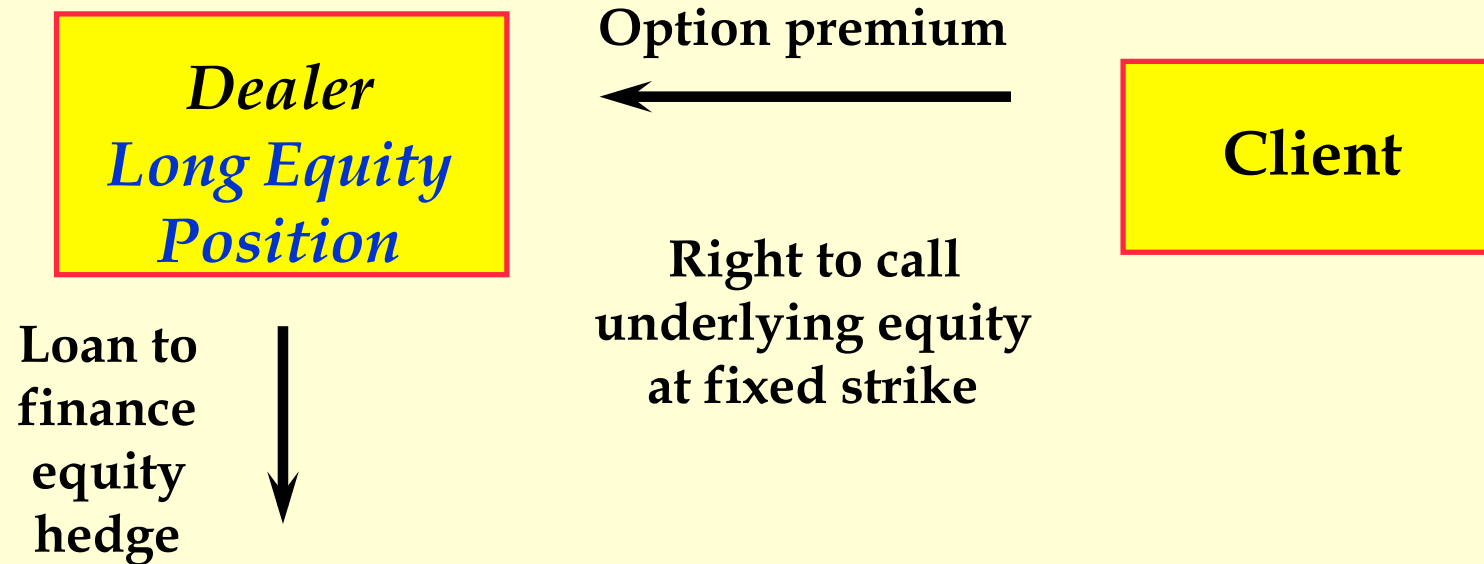 Dealer
Long Equity
Position
Option premium
Client
Right to call
underlying equity
at fixed strike
Loan to
finance
equity
hedge